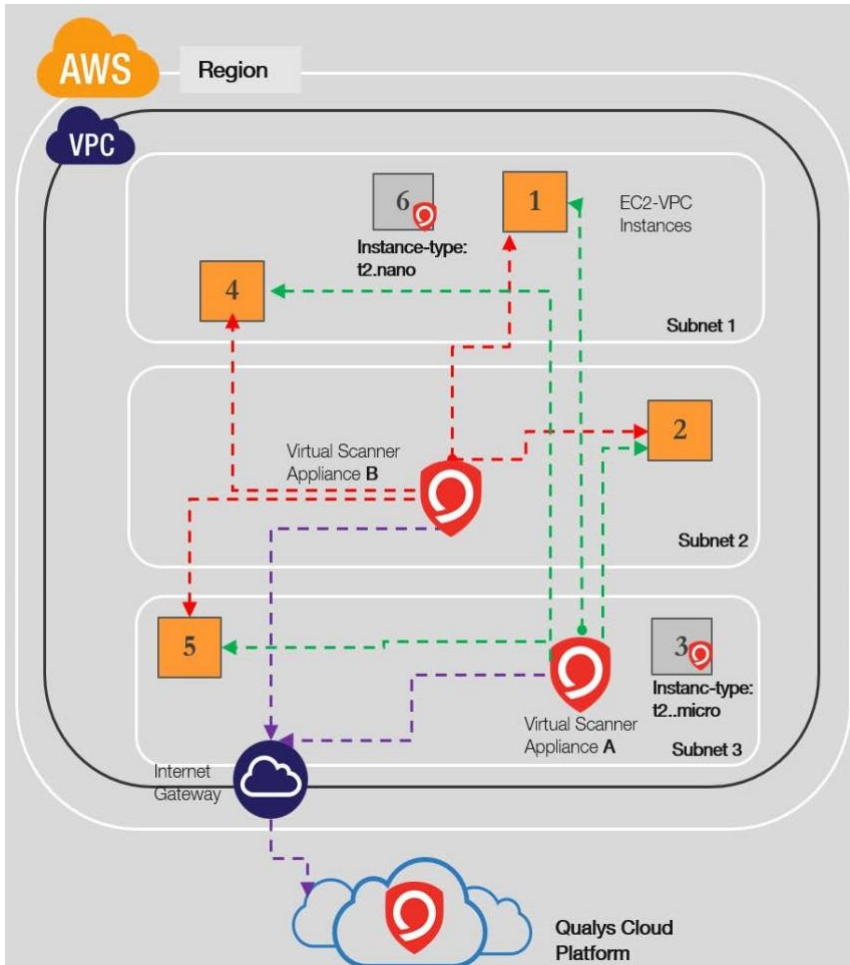 AWS
Region
VPC
6
1
EC2-VPC
Instances
Instance-type:
t2.nano
4
Subnet 1
2
Virtual Scanner
Appliance B
Subnet 2
5
3
Instanc-type:
t2..micro
Virtual Scanner
Appliance A
Subnet 3
Internet
Gateway
Qualys Cloud
Platform